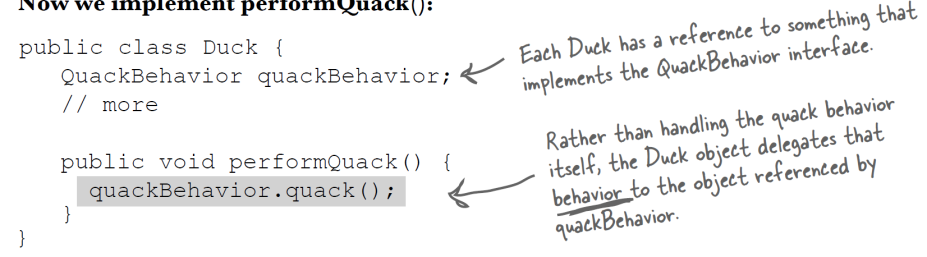 Now we implement performQuack():
public class Duck {
QuackBehavior quackBehavior;
// more
public void performQuack() {
quackBehavior.quack();
}
}
Each Duck has a reference to something that
implements the QuackBehavior interface.
Rather than handling the quack behavior
itself, the Duck object delegates that
behavior to the object referenced by
quackBehavior.